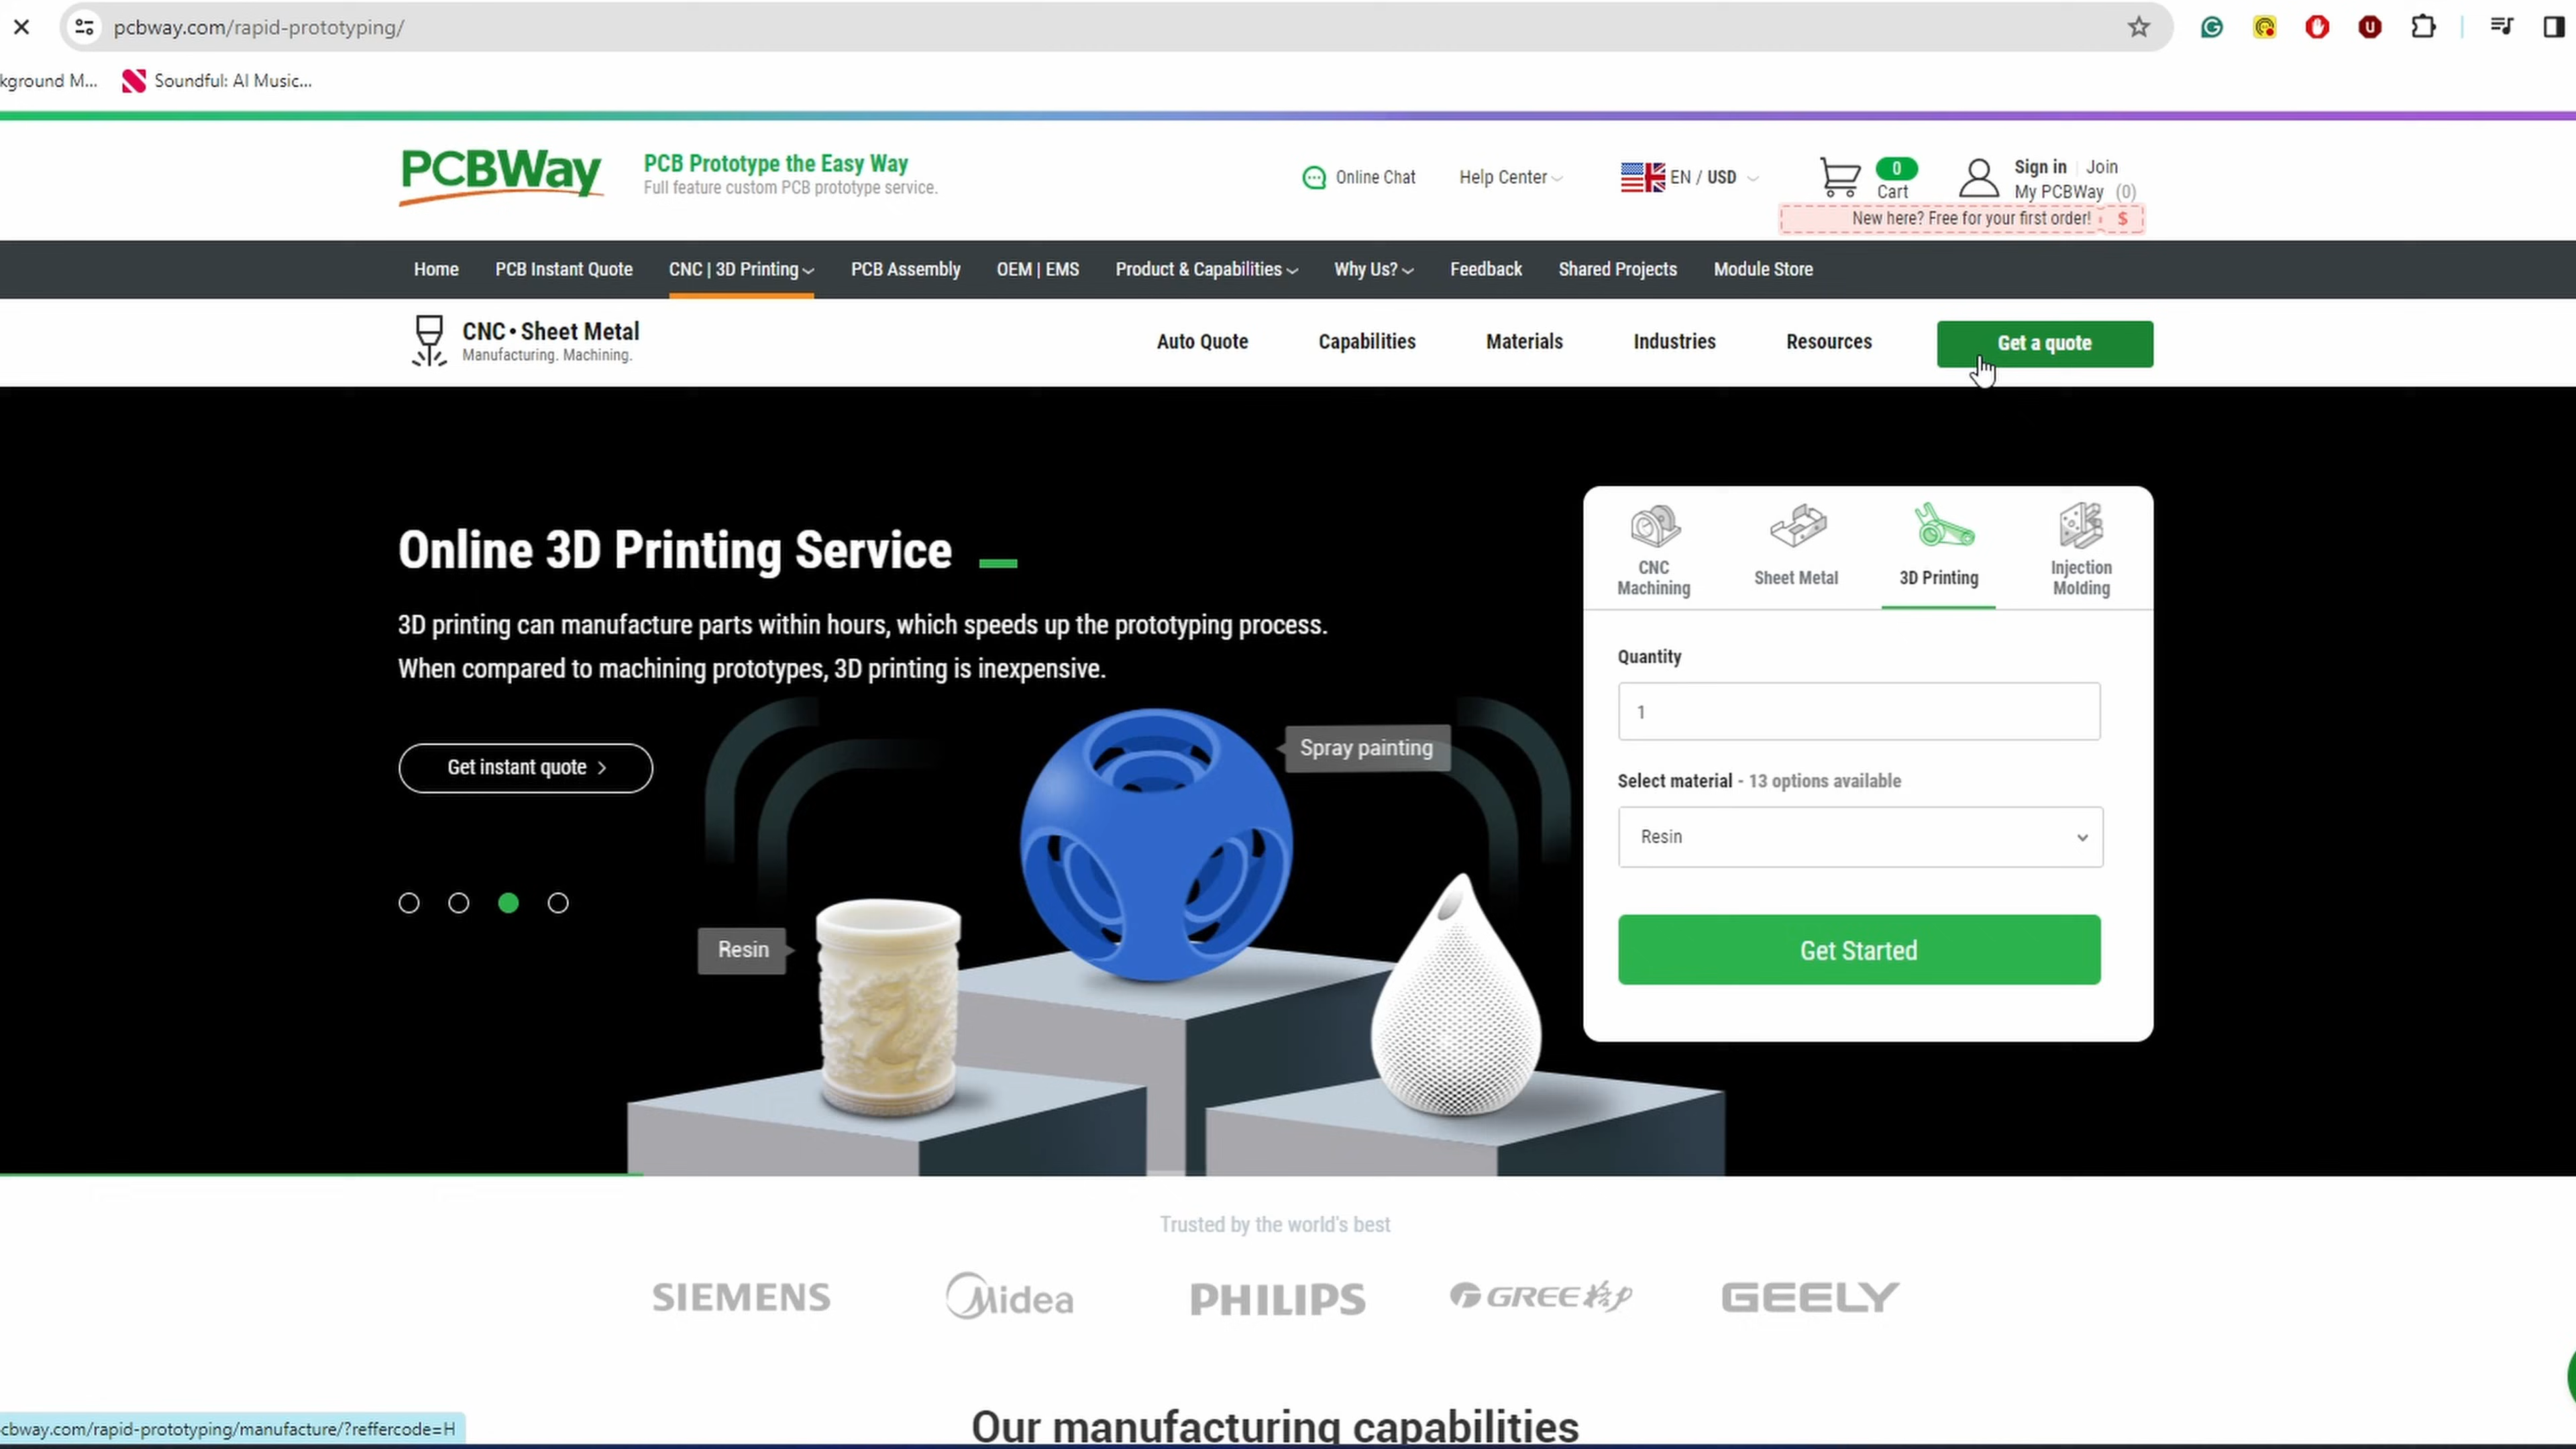 pcbway.com/rapid-prototyping/
kground M...
Soundful: AI Music...
PCBWay
PCB Prototype the Easy Way
Full feature custom PCB prototype service.
Online Chat
Help Center
EN / USD
0
Cart
Sign in
Join
My PCBWay (0)
New here? Free for your first order!
$
Home
PCB Instant Quote
CNC | 3D Printing
PCB Assembly
OEM | EMS
Product & Capabilities
Why Us?
Feedback
Shared Projects
Module Store
CNC • Sheet Metal
Manufacturing. Machining.
Auto Quote
Capabilities
Materials
Industries
Resources
Get a quote
Online 3D Printing Service
3D printing can manufacture parts within hours, which speeds up the prototyping process.
When compared to machining prototypes, 3D printing is inexpensive.
Get instant quote >
Spray painting
Resin
CNC
Machining
Sheet Metal
3D Printing
Injection
Molding
Quantity
1
Select material - 13 options available
Resin
Get Started
Trusted by the world's best
SIEMENS
Midea
PHILIPS
GREE格力
GEELY
Our manufacturing capabilities
cbway.com/rapid-prototyping/manufacture/?reffercode=H